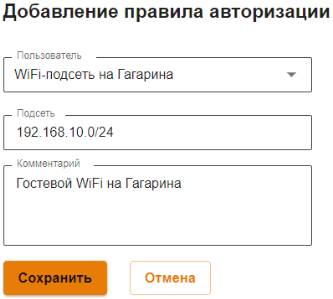 Добавление правила авторизации
Пользователь
WiFi-подсеть на Гагарина
Подсеть
192.168.10.0/24
Комментарий
Гостевой WiFi на Гагарина
Сохранить
Отмена